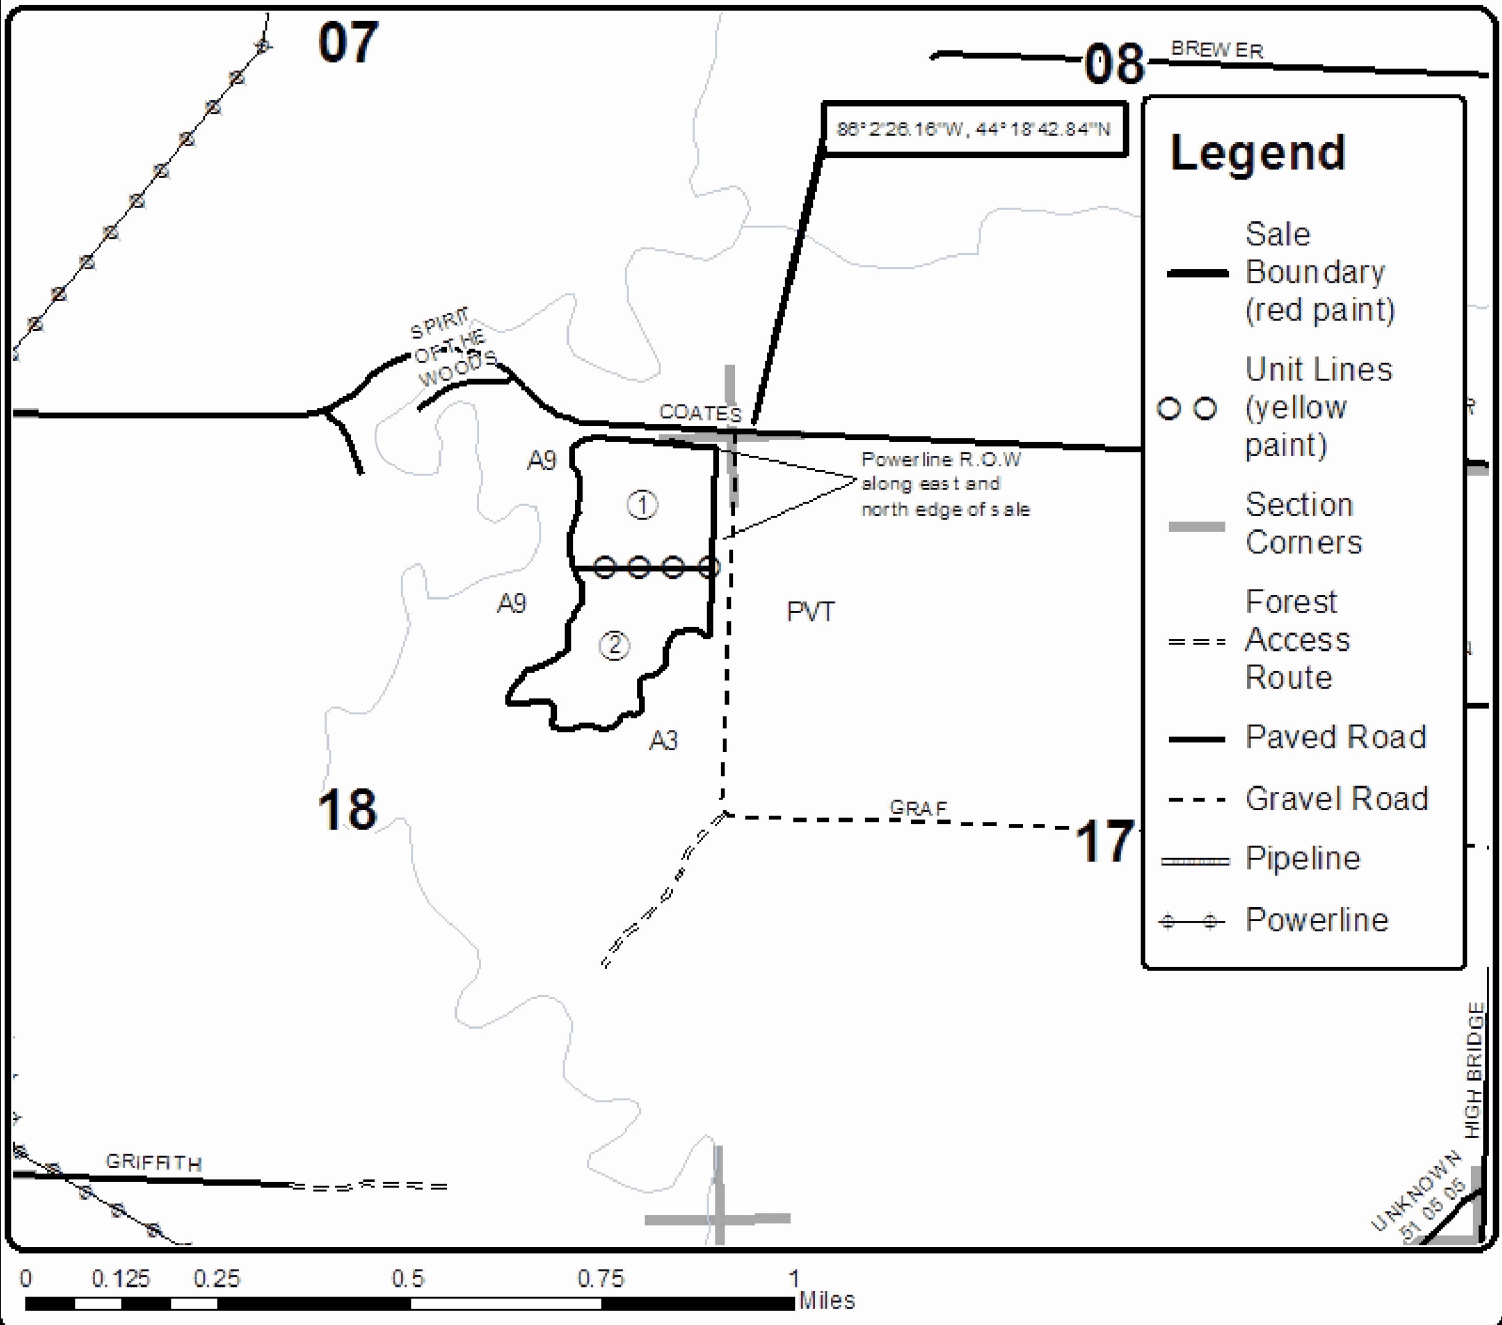 07
08
BREWER
86°2'26.16"W, 44°18'42.84"N
Legend
Sale
Boundary
(red paint)
Unit Lines
(yellow
paint)
Section
Corners
Forest
Access
Route
Paved Road
Gravel Road
Pipeline
Powerline
SPIRIT
OF THE
WOODS
COATES
A9
1
Powerline R.O.W
along east and
north edge of sale
A9
PVT
2
A3
18
GRAF
17
HIGH BRIDGE
GRIFFITH
UNKNOWN
51 05 05
0 0.125 0.25 0.5 0.75 1
Miles